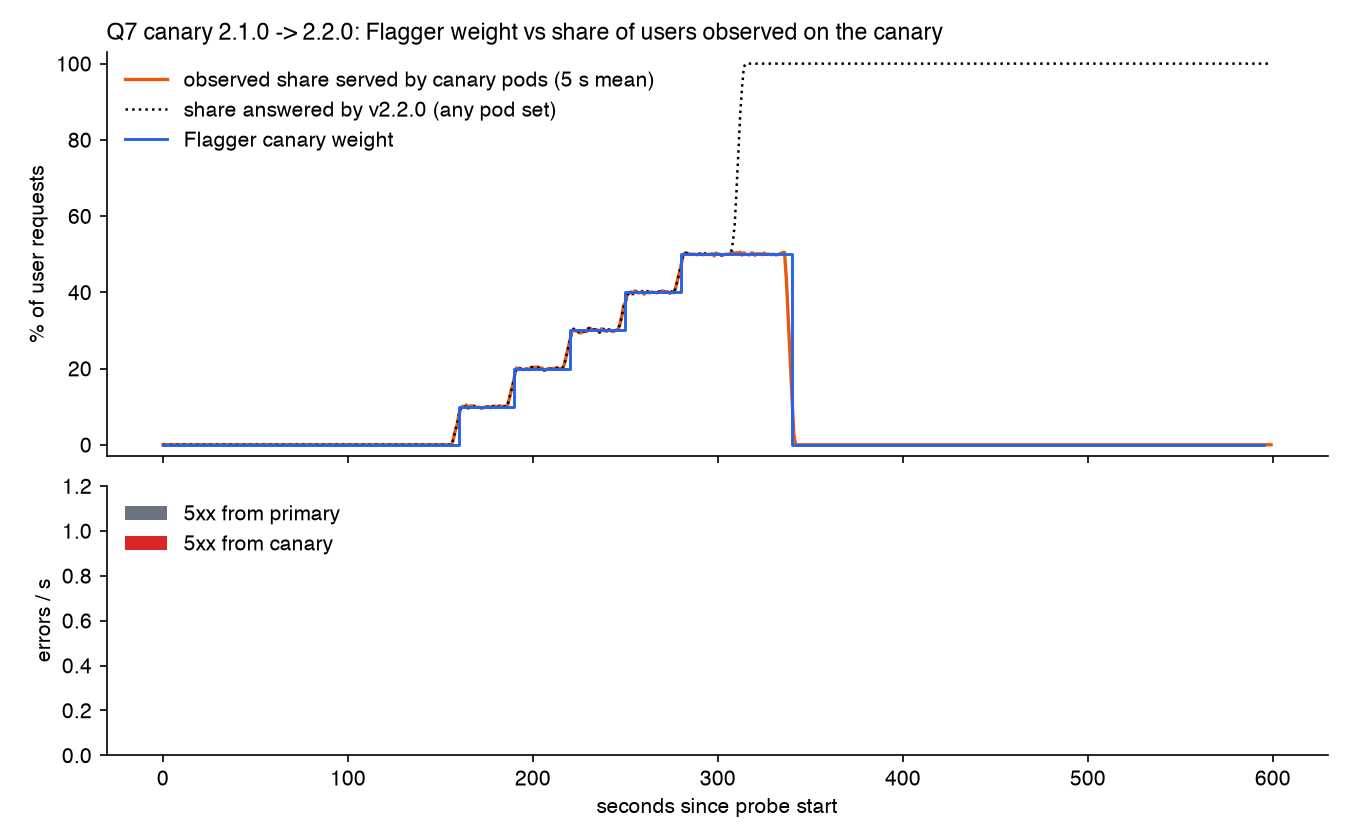 Q7 canary 2.1.0 -> 2.2.0: Flagger weight vs share of users observed on the canary
100
80
60
40
20
0
% of user requests
observed share served by canary pods (5 s mean)
share answered by v2.2.0 (any pod set)
Flagger canary weight
1.2
1.0
0.8
0.6
0.4
0.2
0.0
errors / s
5xx from primary
5xx from canary
0 100 200 300 400 500 600
seconds since probe start